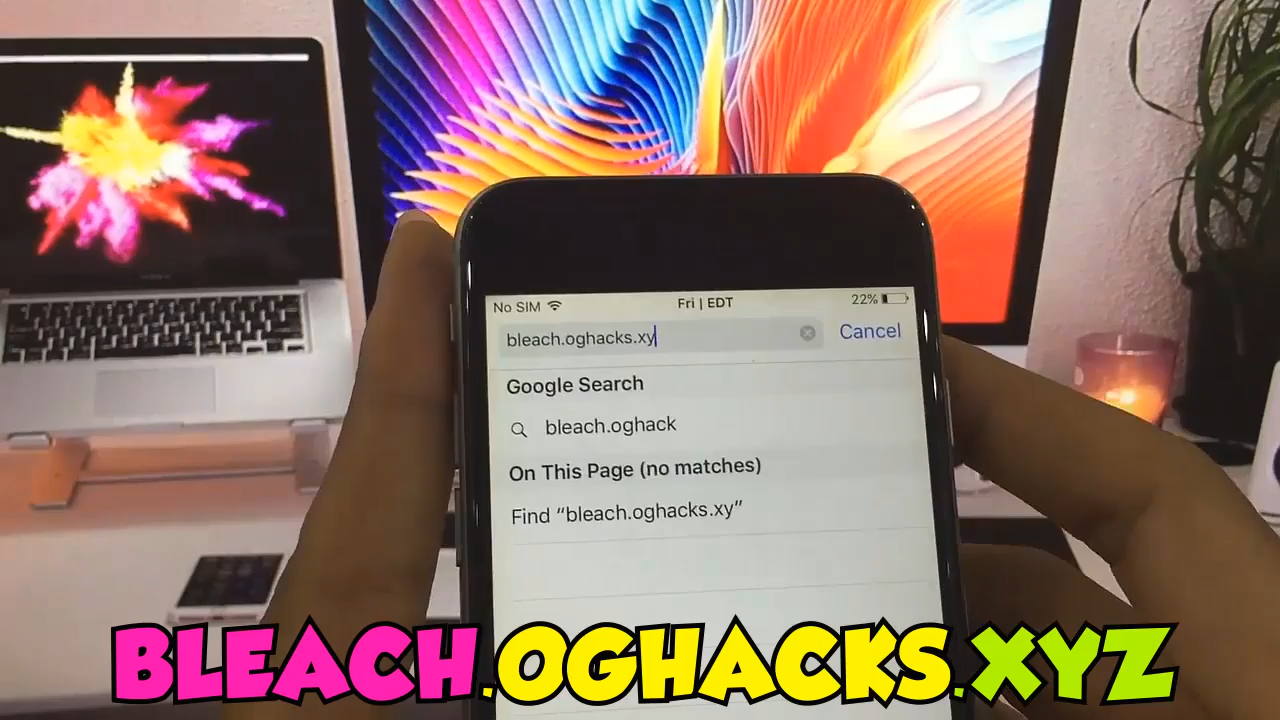 No SIM Fri | EDT 22%
bleach.oghacks.xy Cancel
Google Search
bleach.oghack
On This Page (no matches)
Find “bleach.oghacks.xy”
BLEACH.OGHACKS.XYZ